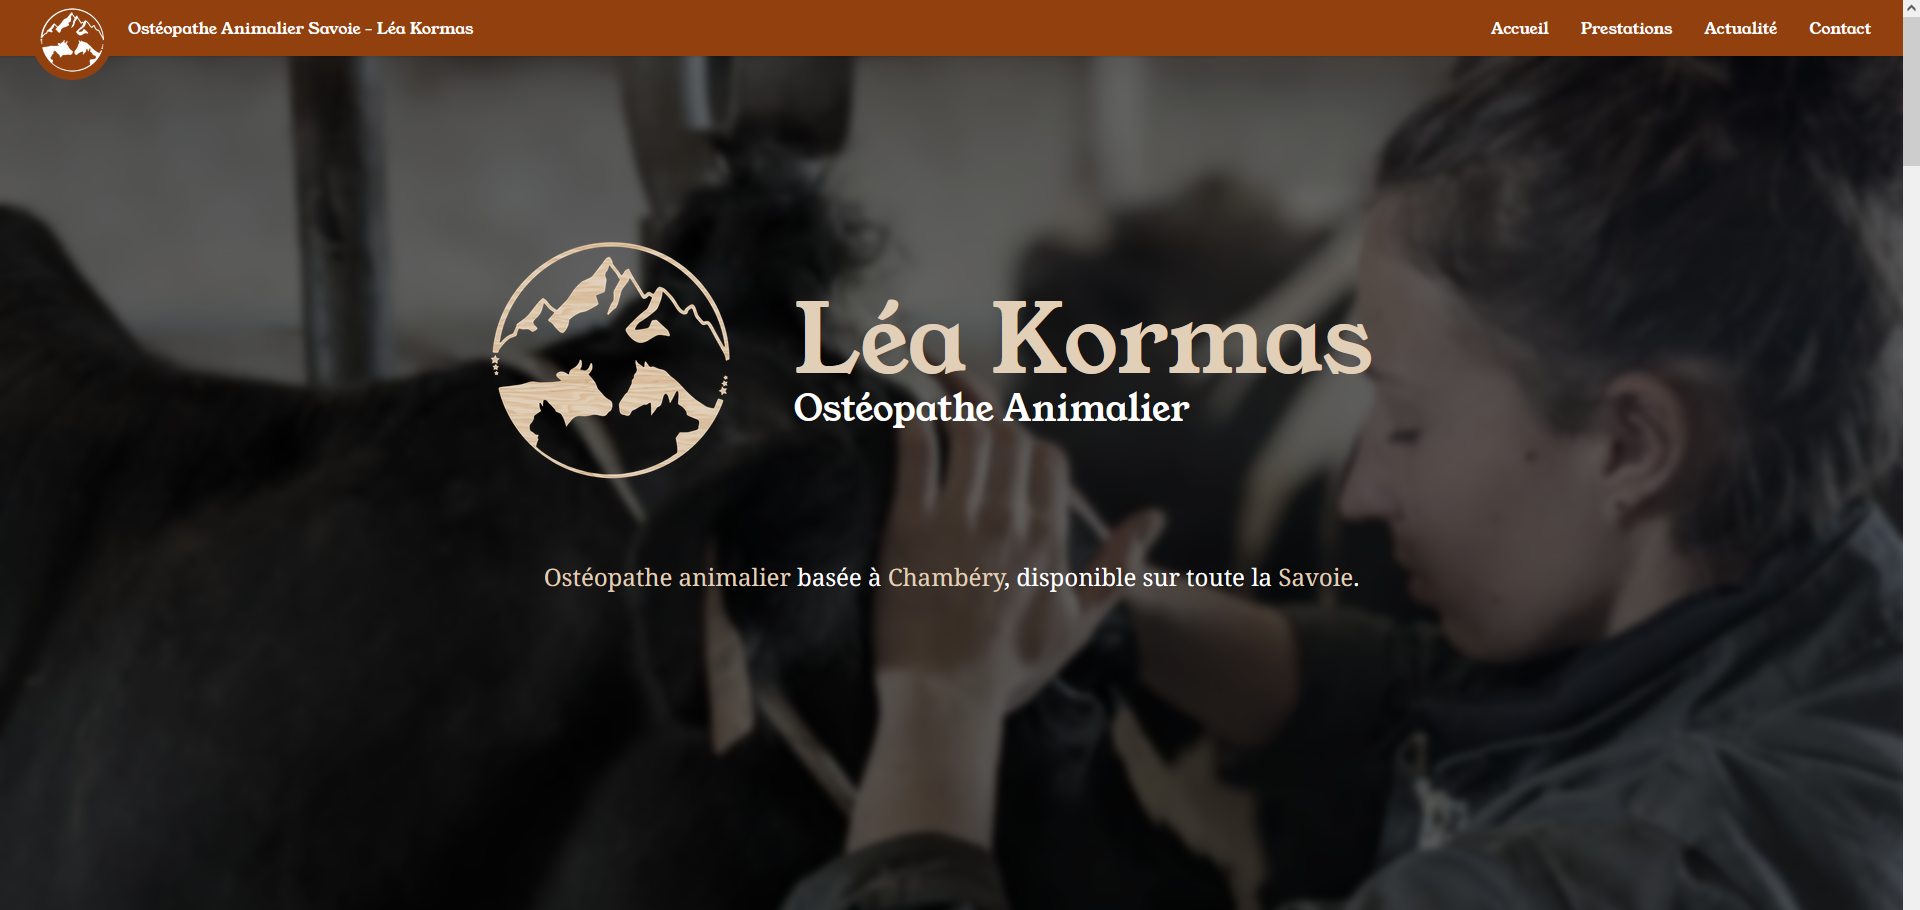 Ostéopathe Animalier Savoie - Léa Kormas
Accueil Prestations Actualité Contact
Léa Kormas
Ostéopathe Animalier
Ostéopathe animalier basée à Chambéry, disponible sur toute la Savoie.